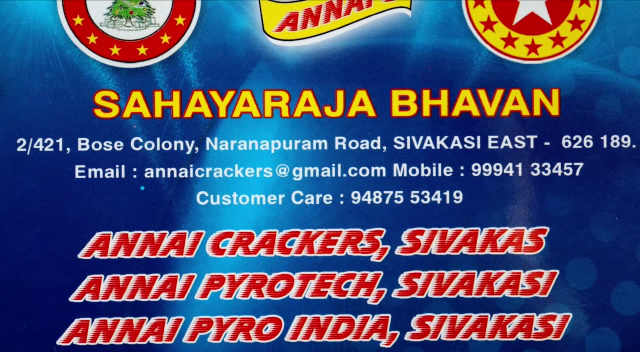 SAHAYARAJA BHAVAN
2/421, Bose Colony, Naranapuram Road, SIVAKASI EAST - 626 189.
Email : annaicrackers@gmail.com Mobile : 99941 33457
Customer Care : 94875 53419
ANNAI CRACKERS, SIVAKAS
ANNAI PYROTECH, SIVAKASI
ANNAI PYRO INDIA, SIVAKASI